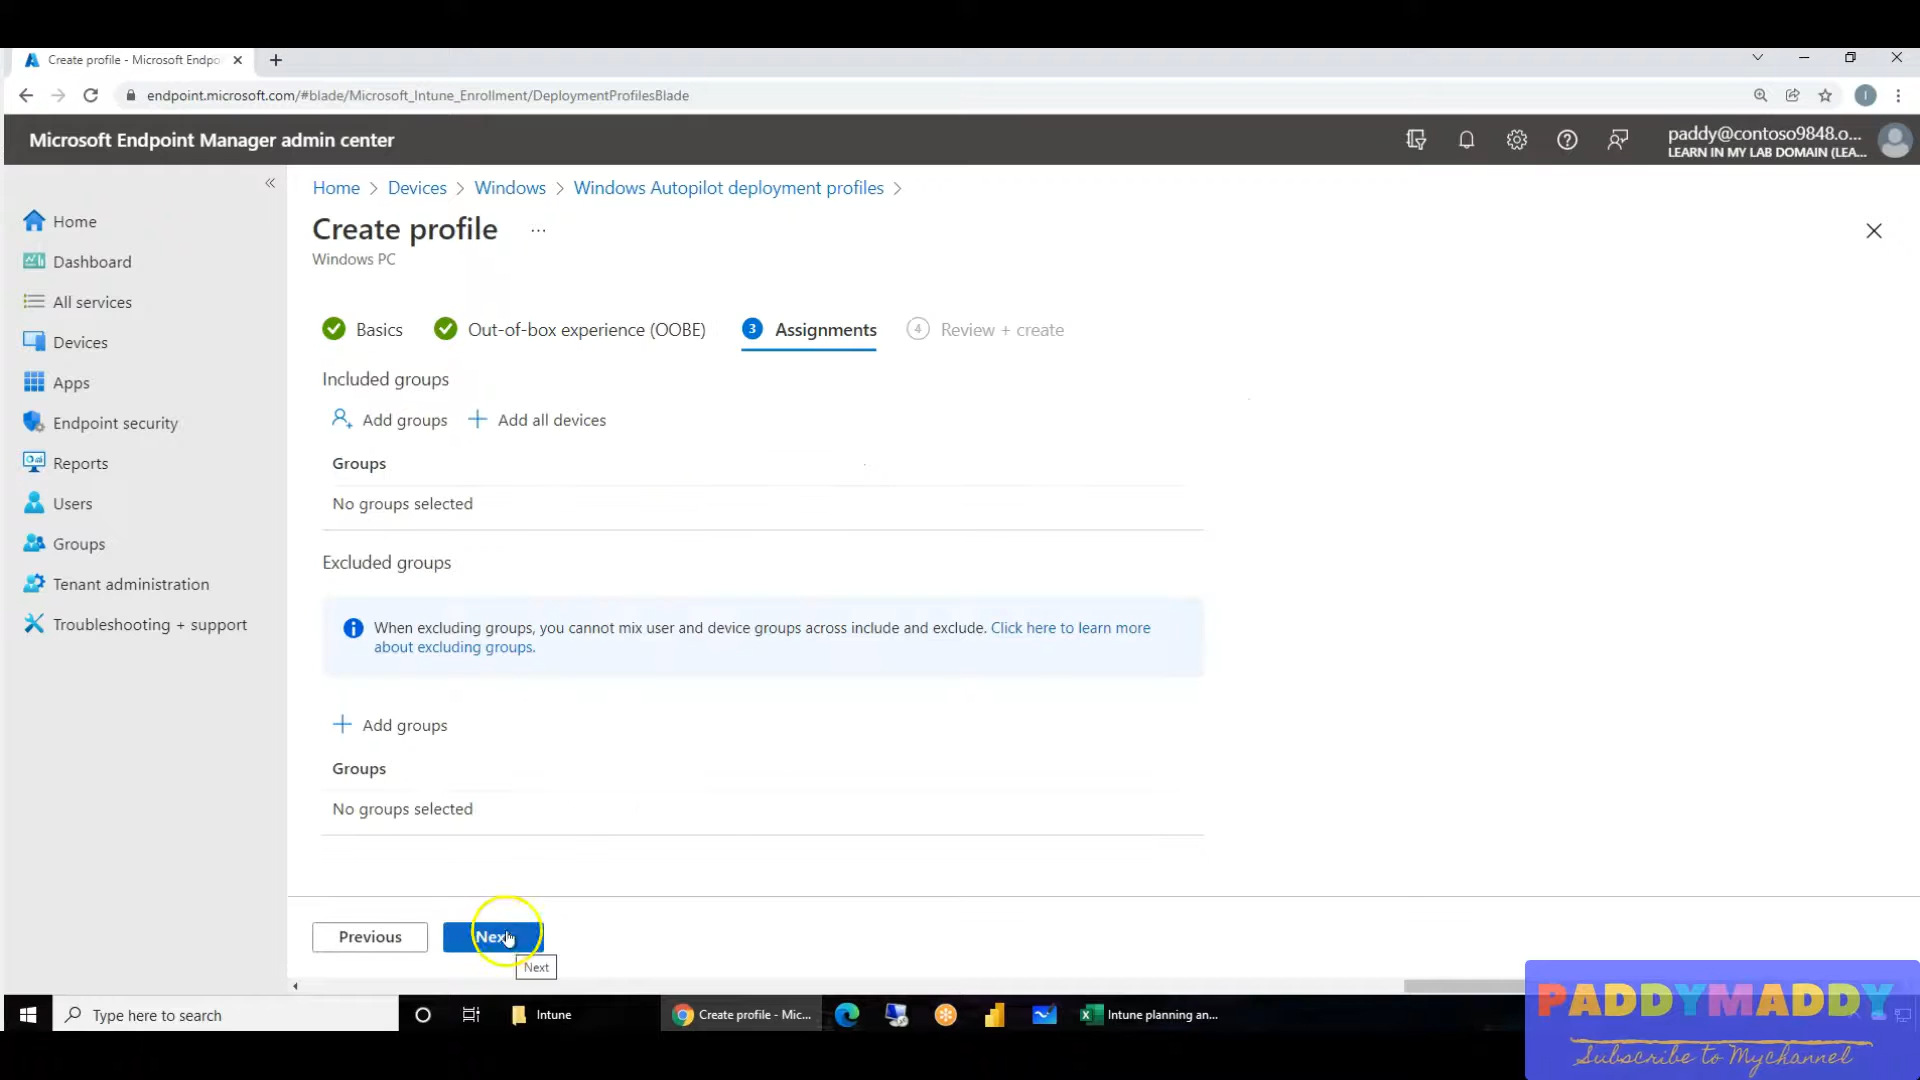 Create profile - Microsoft Endpo
endpoint.microsoft.com/#blade/Microsoft_Intune_Enrollment/DeploymentProfilesBlade
I
Microsoft Endpoint Manager admin center
paddy@contoso9848.o...
LEARN IN MY LAB DOMAIN (LEA...
Home > Devices > Windows > Windows Autopilot deployment profiles >
Create profile ...
Windows PC
Home
Dashboard
All services
Devices
Apps
Endpoint security
Reports
Users
Groups
Tenant administration
Troubleshooting + support
Basics
Out-of-box experience (OOBE)
3 Assignments
4 Review + create
Included groups
Add groups
Add all devices
Groups
No groups selected
Excluded groups
When excluding groups, you cannot mix user and device groups across include and exclude. Click here to learn more
about excluding groups.
Add groups
Groups
No groups selected
Previous
Next
Next
Type here to search
Intune
Create profile - Mic...
Intune planning an...
PADDYMADDY
Subscribe to Mychannel